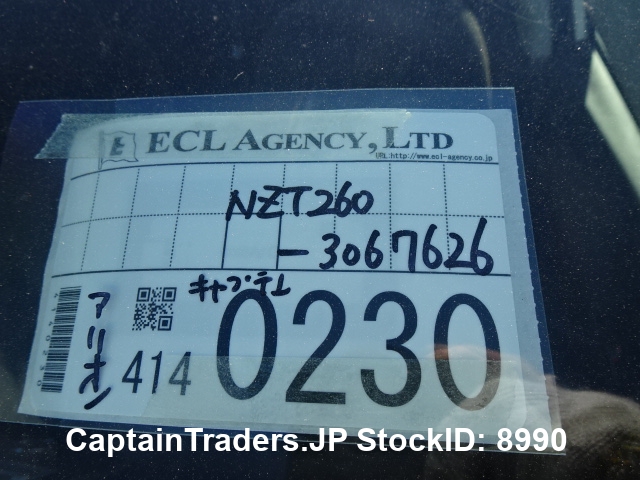 ECL AGENCY, LTD
URL:http://www.ecl-agency.co.jp
NZT260
-3067626
キャプテン
アリオン
414 0230
4140230
CaptainTraders.JP StockID: 8990